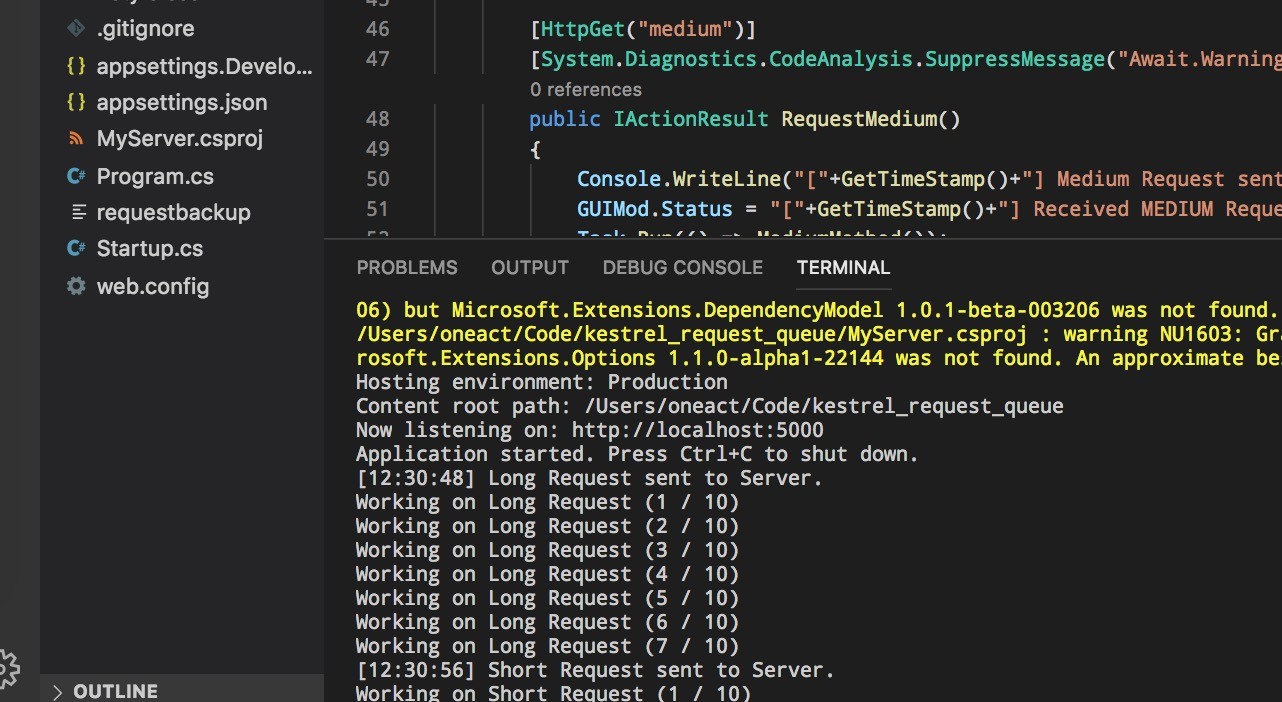 .gitignore
appsettings.Develo...
appsettings.json
MyServer.csproj
Program.cs
requestbackup
Startup.cs
web.config
OUTLINE
46 [HttpGet("medium")]
47 [System.Diagnostics.CodeAnalysis.SuppressMessage("Await.Warning
0 references
48 public IActionResult RequestMedium()
49 {
50 Console.WriteLine("["+GetTimeStamp()+"] Medium Request sent
51 GUIMod.Status = "["+GetTimeStamp()+"] Received MEDIUM Reque
52 Task.Run(() => MediumMethod());
PROBLEMS OUTPUT DEBUG CONSOLE TERMINAL
06) but Microsoft.Extensions.DependencyModel 1.0.1-beta-003206 was not found.
/Users/oneact/Code/kestrel_request_queue/MyServer.csproj : warning NU1603: Gr
rosoft.Extensions.Options 1.1.0-alpha1-22144 was not found. An approximate be
Hosting environment: Production
Content root path: /Users/oneact/Code/kestrel_request_queue
Now listening on: http://localhost:5000
Application started. Press Ctrl+C to shut down.
[12:30:48] Long Request sent to Server.
Working on Long Request (1 / 10)
Working on Long Request (2 / 10)
Working on Long Request (3 / 10)
Working on Long Request (4 / 10)
Working on Long Request (5 / 10)
Working on Long Request (6 / 10)
Working on Long Request (7 / 10)
[12:30:56] Short Request sent to Server.
Working on Short Request (1 / 10)